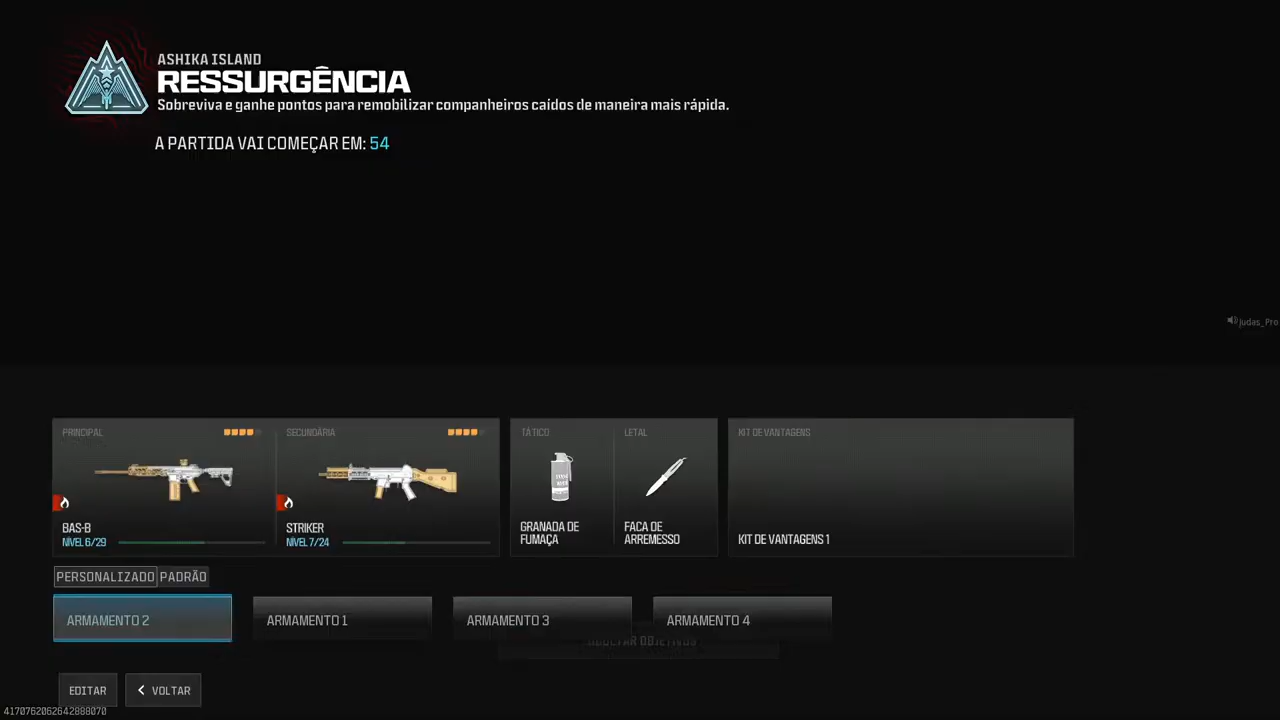 ASHIKA ISLAND
RESSURGÊNCIA
Sobreviva e ganhe pontos para remobilizar companheiros caídos de maneira mais rápida.
A PARTIDA VAI COMEÇAR EM: 54
Judas_Pro
PRINCIPAL
SECUNDÁRIA
TÁTICO
LETAL
KIT DE VANTAGENS
BAS-B
NÍVEL 6/29
STRIKER
NÍVEL 7/24
GRANADA DE
FUMAÇA
FACA DE
ARREMESSO
KIT DE VANTAGENS 1
PERSONALIZADO PADRÃO
ARMAMENTO 2
ARMAMENTO 1
ARMAMENTO 3
ARMAMENTO 4
OBJETIVOS
EDITAR
VOLTAR
4170762062642888070